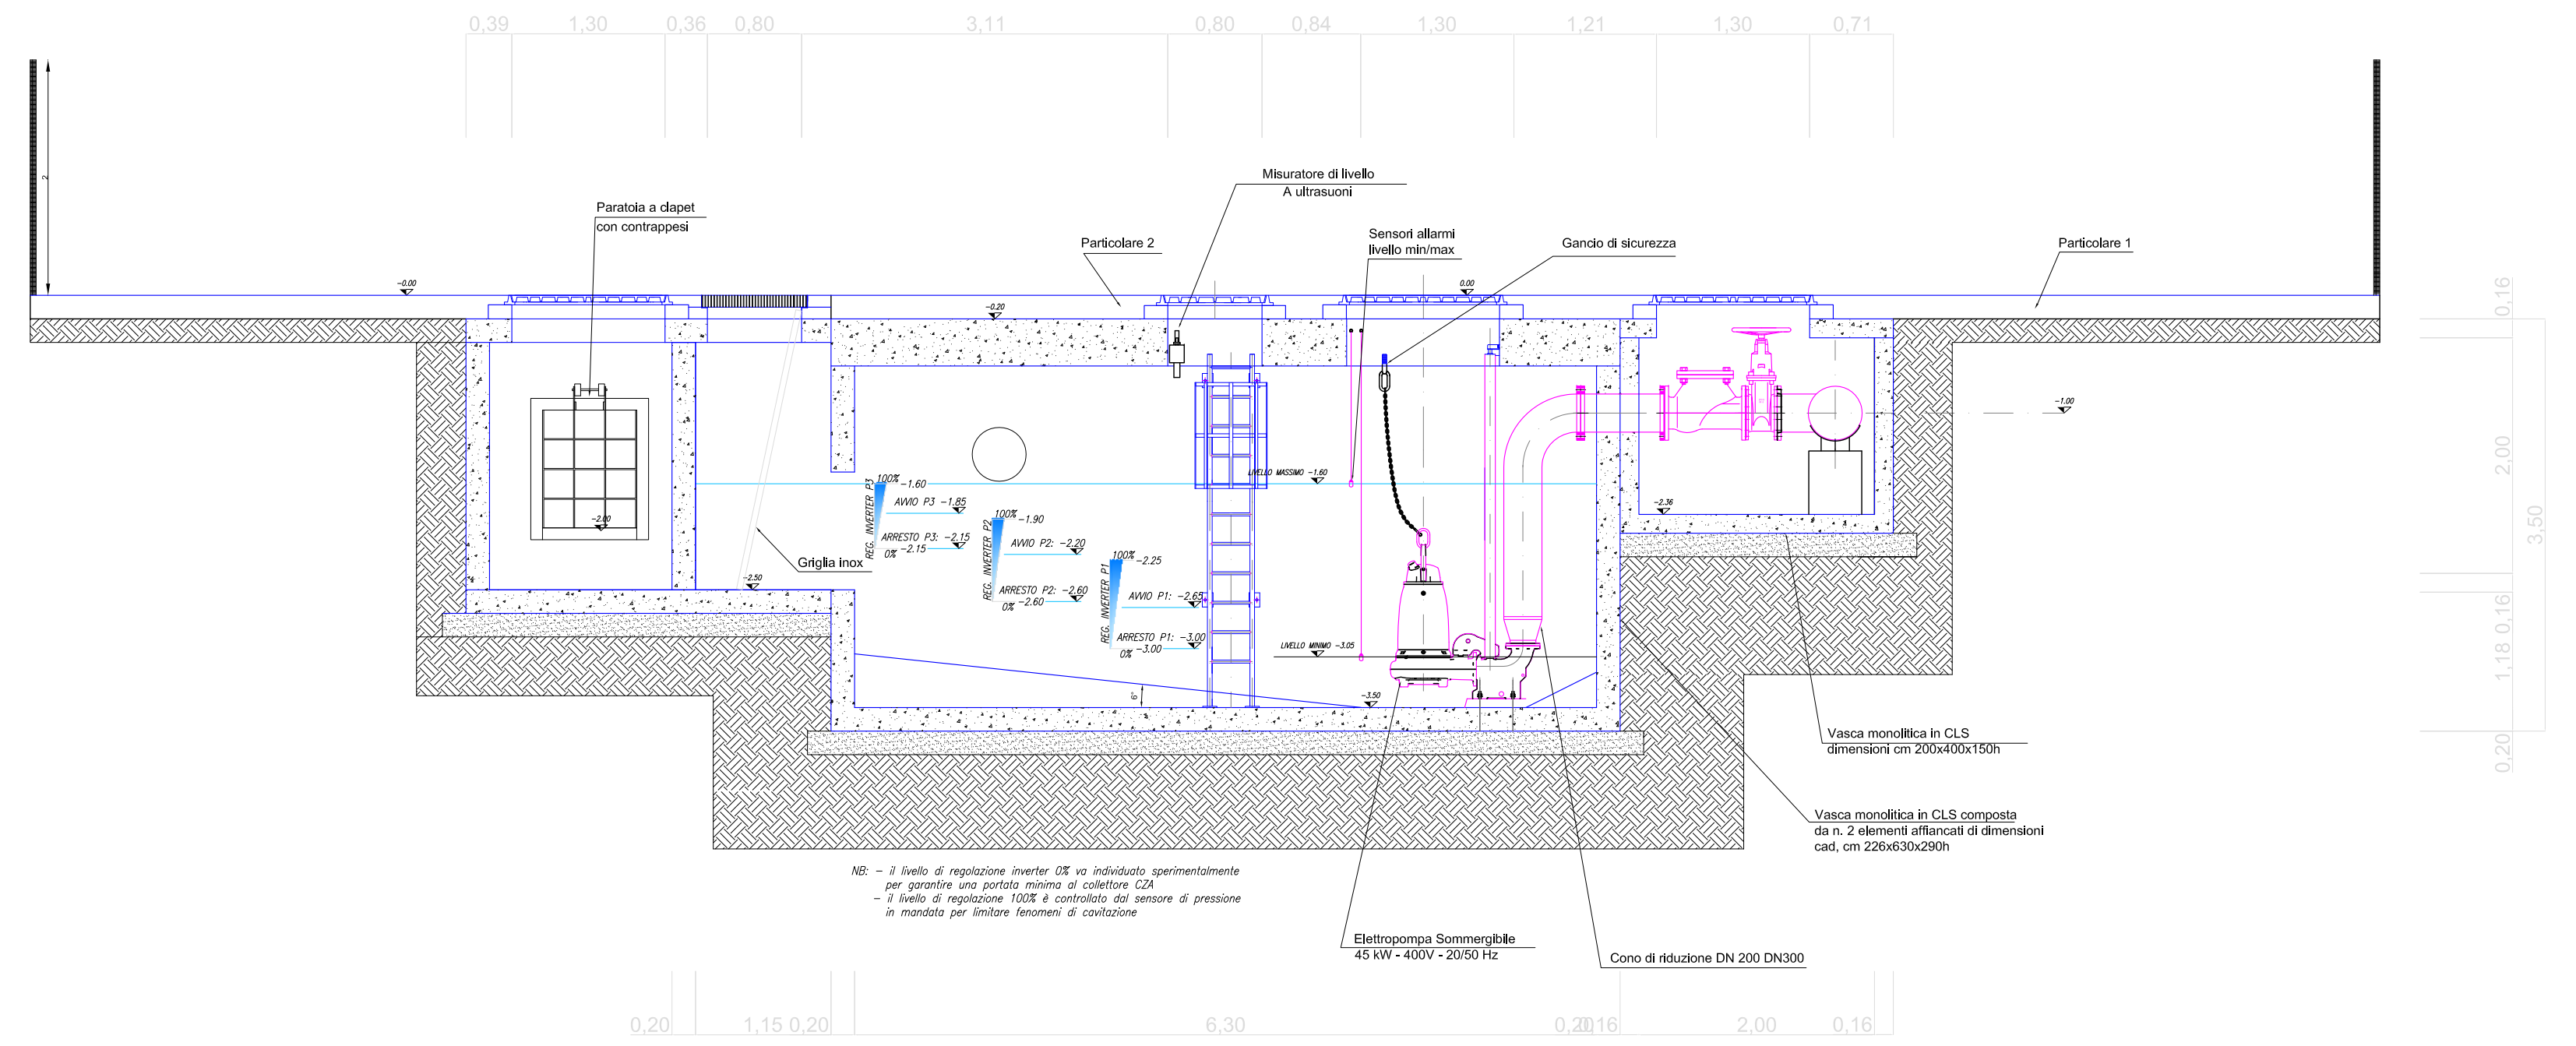 0,39 1,30 0,36 0,80 3,11 0,80 0,84 1,30 1,21 1,30 0,71
2
Misuratore di livello
A ultrasuoni
Paratoia a clapet
con contrappesi
Particolare 2
Sensori allarmi
livello min/max
Gancio di sicurezza
Particolare 1
-0.00
0.00
-0.20
0,16
-1.00
2,00
3,50
LIVELLO MASSIMO -1.60
REG. INVERTER P3
100%
-1.60
AVVIO P3 -1.85
ARRESTO P3: -2.15
0% -2.15
REG. INVERTER P2
100%
-1.90
AVVIO P2: -2.20
ARRESTO P2: -2.60
0% -2.60
REG. INVERTER P1
100%
-2.25
AVVIO P1: -2.65
ARRESTO P1: -3.00
0% -3.00
-2.00
-2.36
Griglia inox
-2.50
LIVELLO MINIMO -3.05
6°
-3.50
0,16
1,18
0,20
Vasca monolitica in CLS
dimensioni cm 200x400x150h
Vasca monolitica in CLS composta
da n. 2 elementi affiancati di dimensioni
cad, cm 226x630x290h
NB: - il livello di regolazione inverter 0% va individuato sperimentalmente
per garantire una portata minima al collettore CZA
- il livello di regolazione 100% è controllato dal sensore di pressione
in mandata per limitare fenomeni di cavitazione
Elettropompa Sommergibile
45 kW - 400V - 20/50 Hz
Cono di riduzione DN 200 DN300
0,20 1,15 0,20 6,30 0,20 0,16 2,00 0,16